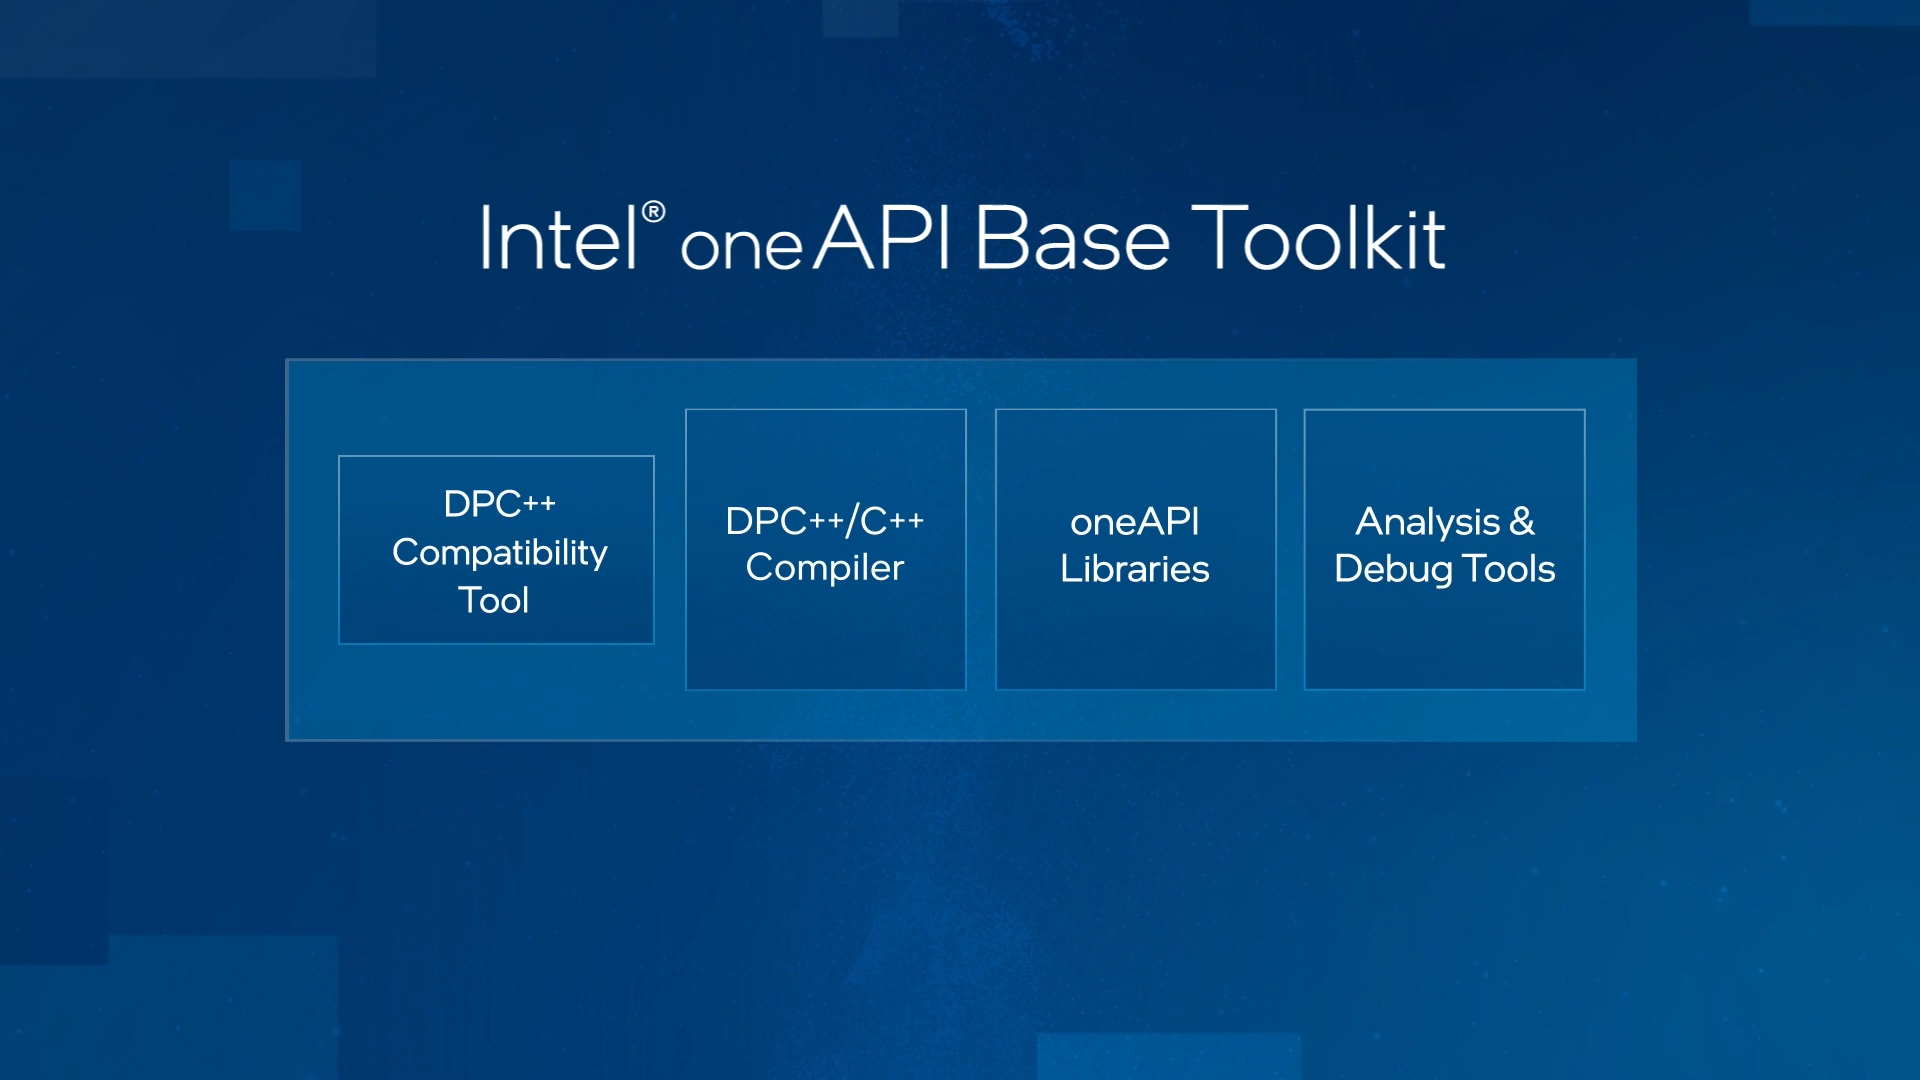 Intel® oneAPI Base Toolkit
DPC++
Compatibility
Tool
DPC++/C++
Compiler
oneAPI
Libraries
Analysis &
Debug Tools